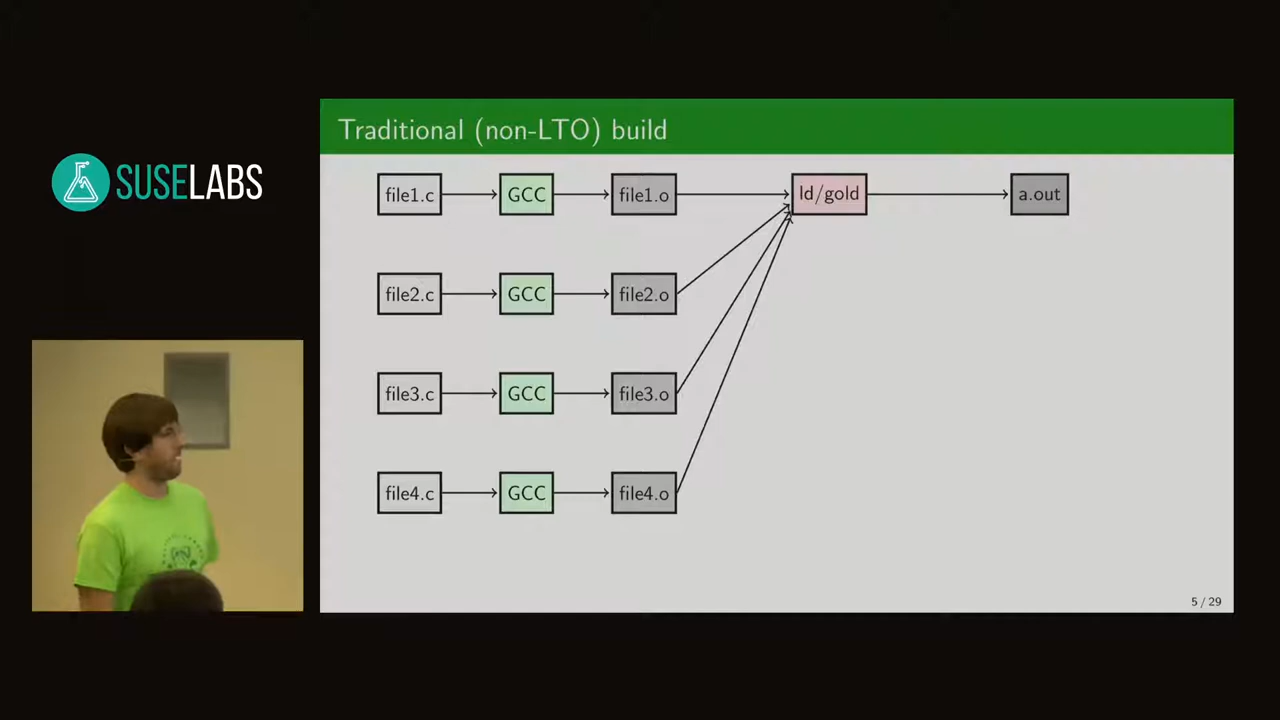 SUSELABS
Traditional (non-LTO) build
file1.c GCC file1.o ld/gold a.out
file2.c GCC file2.o
file3.c GCC file3.o
file4.c GCC file4.o
5 / 29